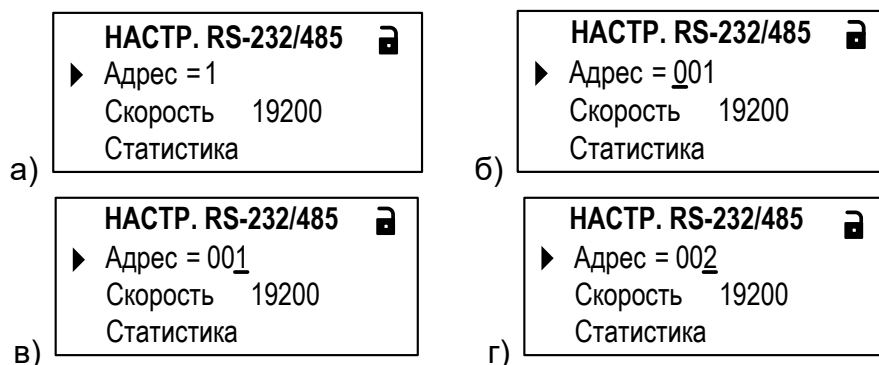 НАСТР. RS-232/485
Адрес = 1
Скорость 19200
Статистика
а)
НАСТР. RS-232/485
Адрес = 001
Скорость 19200
Статистика
б)
НАСТР. RS-232/485
Адрес = 001
Скорость 19200
Статистика
в)
НАСТР. RS-232/485
Адрес = 002
Скорость 19200
Статистика
г)